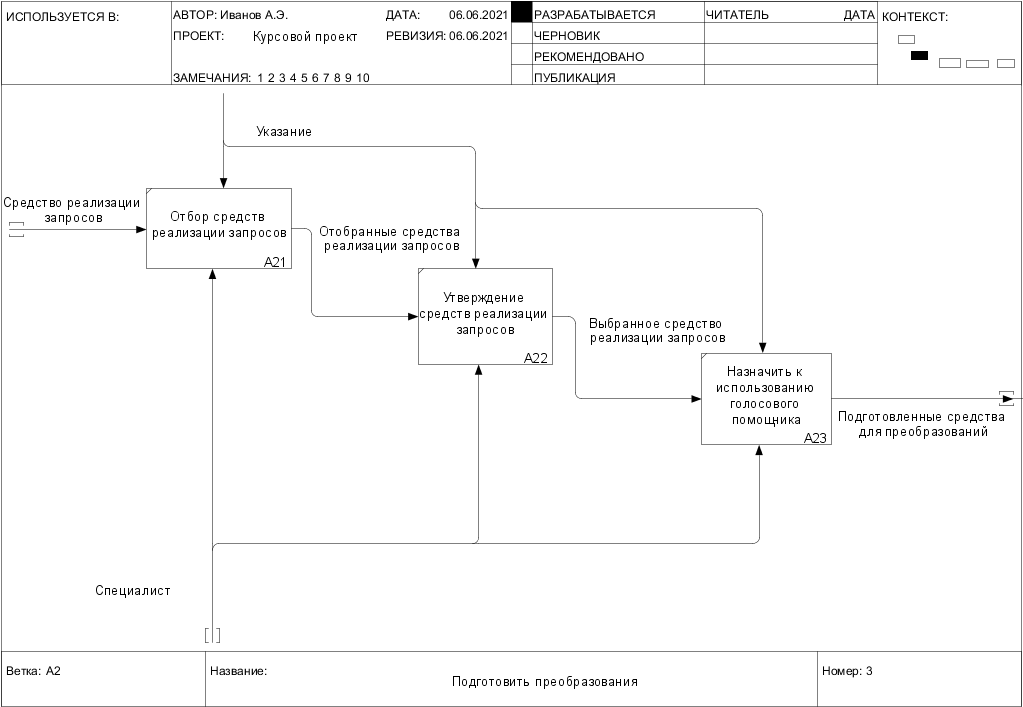 ИСПОЛЬЗУЕТСЯ В:
АВТОР: Иванов А.Э.
ДАТА: 06.06.2021
РАЗРАБАТЫВАЕТСЯ
ЧИТАТЕЛЬ
ДАТА
КОНТЕКСТ:
ПРОЕКТ: Курсовой проект
РЕВИЗИЯ: 06.06.2021
ЧЕРНОВИК
РЕКОМЕНДОВАНО
ЗАМЕЧАНИЯ: 1 2 3 4 5 6 7 8 9 10
ПУБЛИКАЦИЯ
Указание
Средство реализации
запросов
Отбор средств
реализации запросов
A21
Отобранные средства
реализации запросов
Утверждение
средств реализации
запросов
A22
Выбранное средство
реализации запросов
Назначить к
использованию
голосового
помощника
A23
Подготовленные средства
для преобразований
Специалист
Ветка: A2
Название:
Подготовить преобразования
Номер: 3